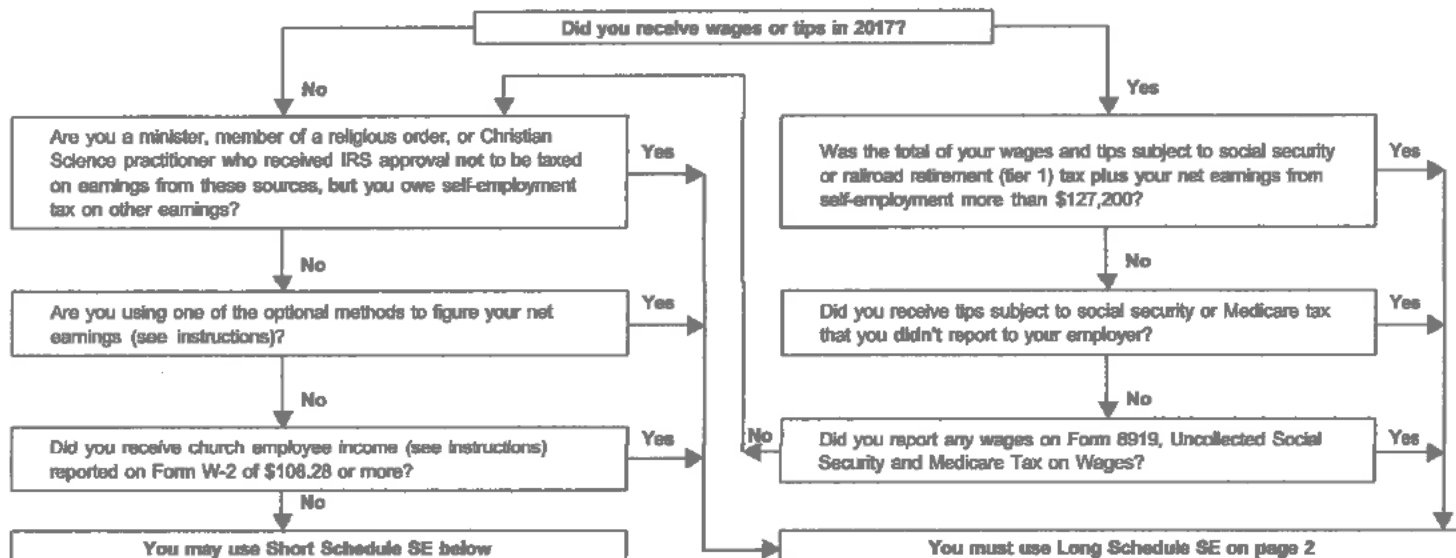 Did you receive wages or tips in 2017?
No
Yes
Are you a minister, member of a religious order, or Christian
Science practitioner who received IRS approval not to be taxed
on earnings from these sources, but you owe self-employment
tax on other earnings?
Yes
Was the total of your wages and tips subject to social security
or railroad retirement (tier 1) tax plus your net earnings from
self-employment more than $127,200?
Yes
No
No
Are you using one of the optional methods to figure your net
earnings (see instructions)?
Yes
Did you receive tips subject to social security or Medicare tax
that you didn't report to your employer?
Yes
No
No
Did you receive church employee income (see instructions)
reported on Form W-2 of $108.28 or more?
Yes
No
Did you report any wages on Form 8919, Uncollected Social
Security and Medicare Tax on Wages?
Yes
No
You may use Short Schedule SE below
You must use Long Schedule SE on page 2